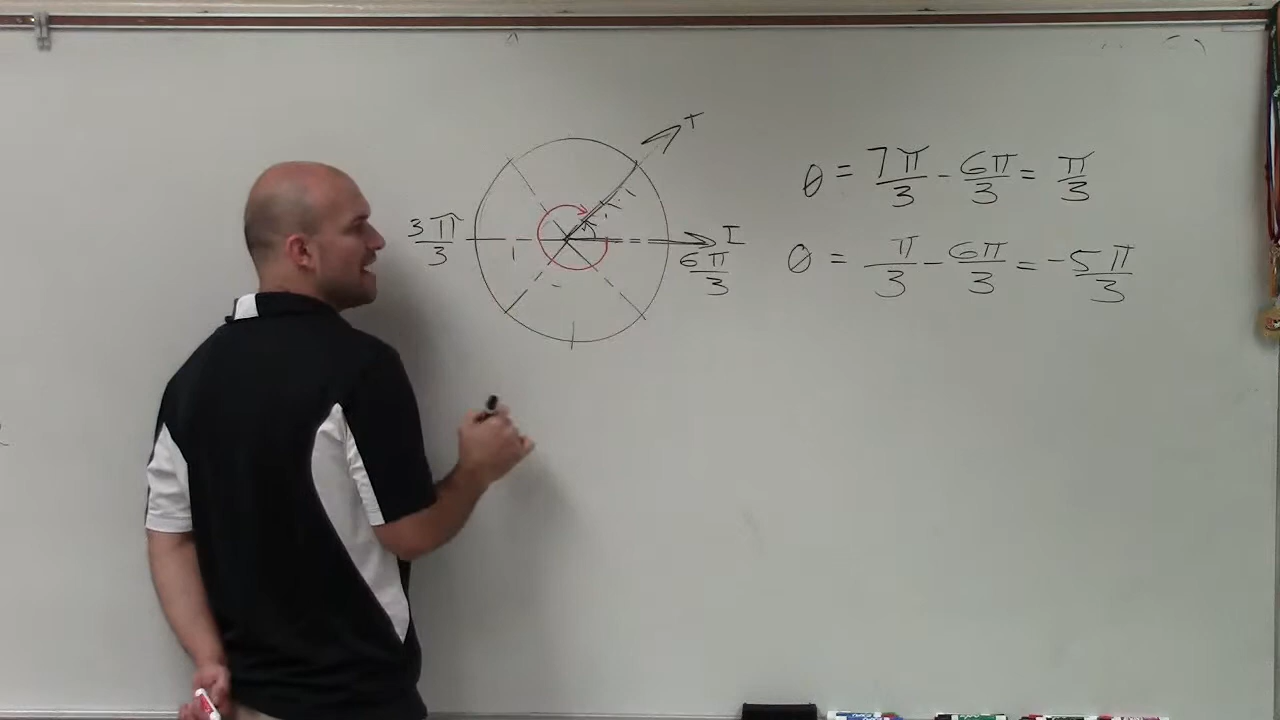 T
θ = 7π/3 - 6π/3 = π/3
3π/3
I
6π/3
θ = π/3 - 6π/3 = -5π/3